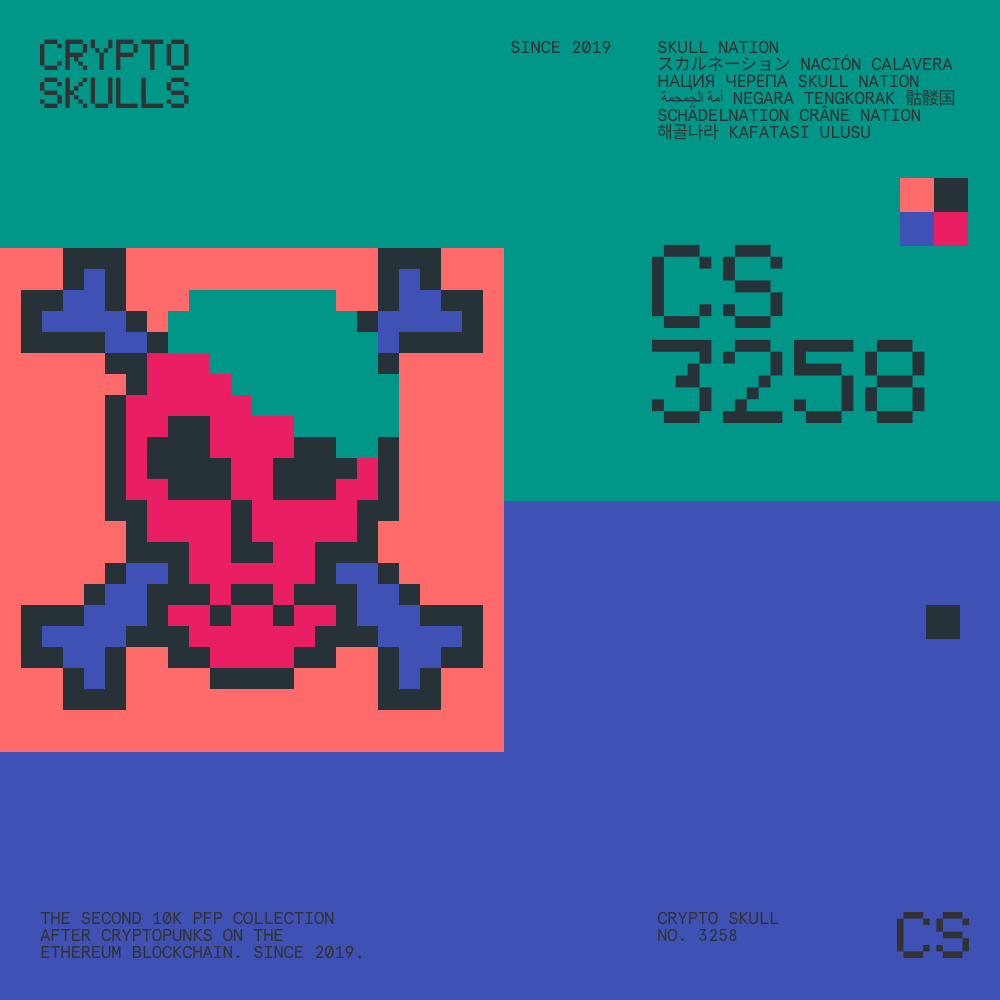 CRYPTO
SKULLS
SINCE 2019
SKULL NATION
スカルネーション NACIÓN CALAVERA
НАЦИЯ ЧЕРЕПА SKULL NATION
أمة الجمجمة NEGARA TENGKORAK 骷髅国
SCHÄDELNATION CRÂNE NATION
해골나라 KAFATASI ULUSU
CS
3258
THE SECOND 10K PFP COLLECTION
AFTER CRYPTOPUNKS ON THE
ETHEREUM BLOCKCHAIN. SINCE 2019.
CRYPTO SKULL
NO. 3258
CS